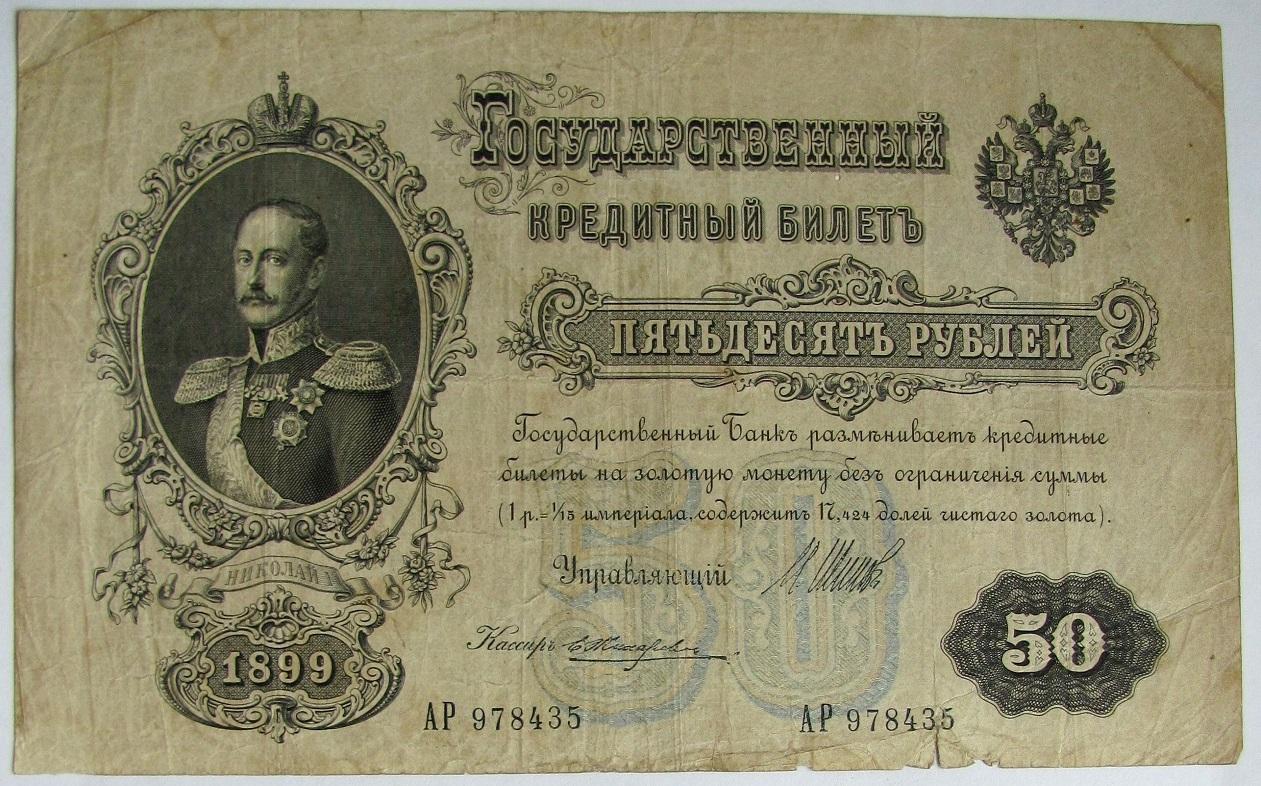 Государственный
КРЕДИТНЫЙ БИЛЕТЪ
ПЯТЬДЕСЯТЪ РУБЛЕЙ
Государственный Банкъ размѣниваетъ кредитные
билеты на золотую монету безъ ограниченія суммы
(1 р.=1/15 имперіала, содержитъ 17,424 долей чистаго золота).
50
Управляющій
Кассиръ
НИКОЛАЙ I
1899
50
АР 978435
АР 978435